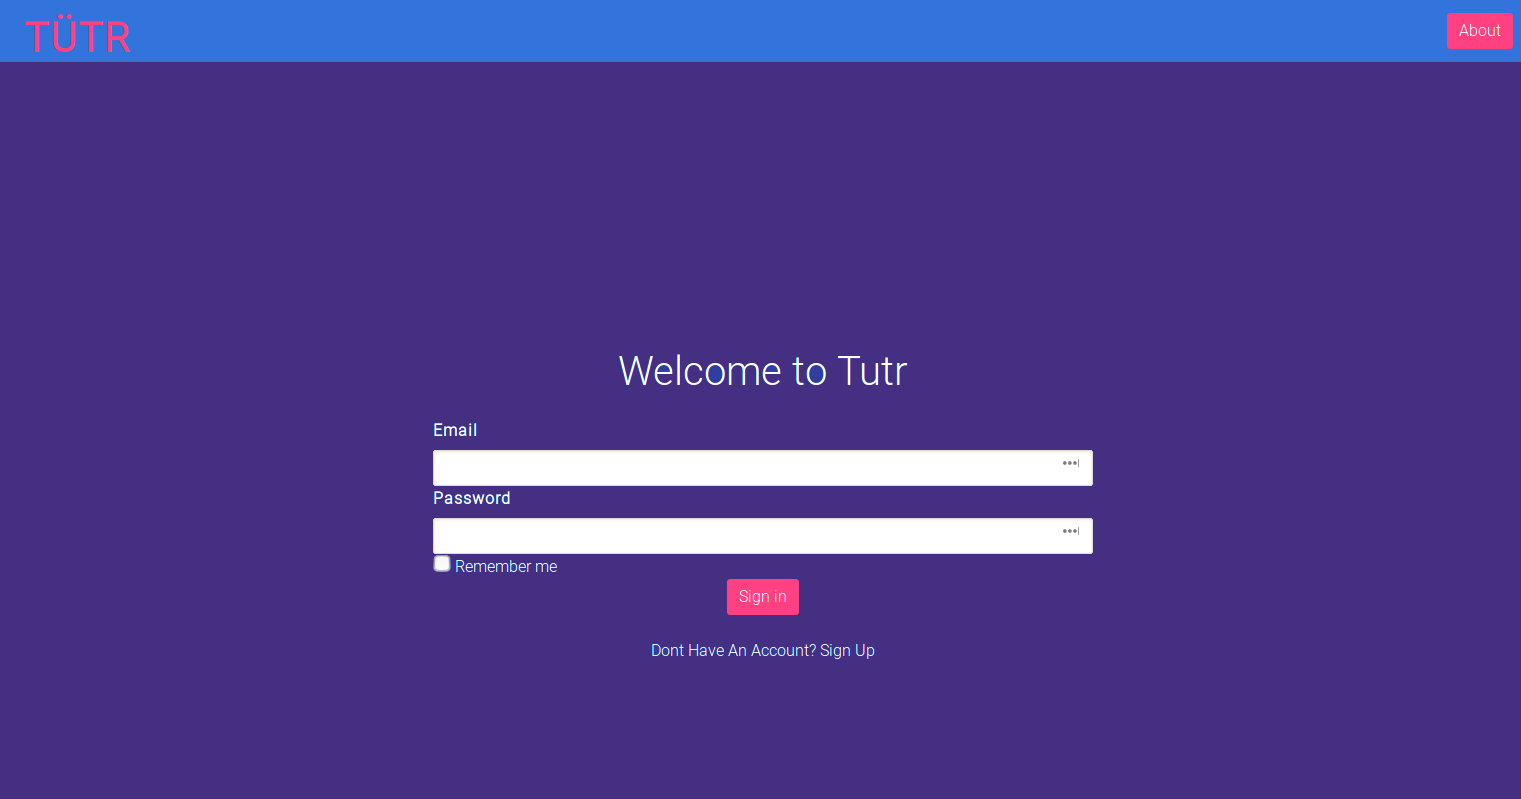 TÜTR
About
Welcome to Tutr
Email
Password
Remember me
Sign in
Dont Have An Account? Sign Up